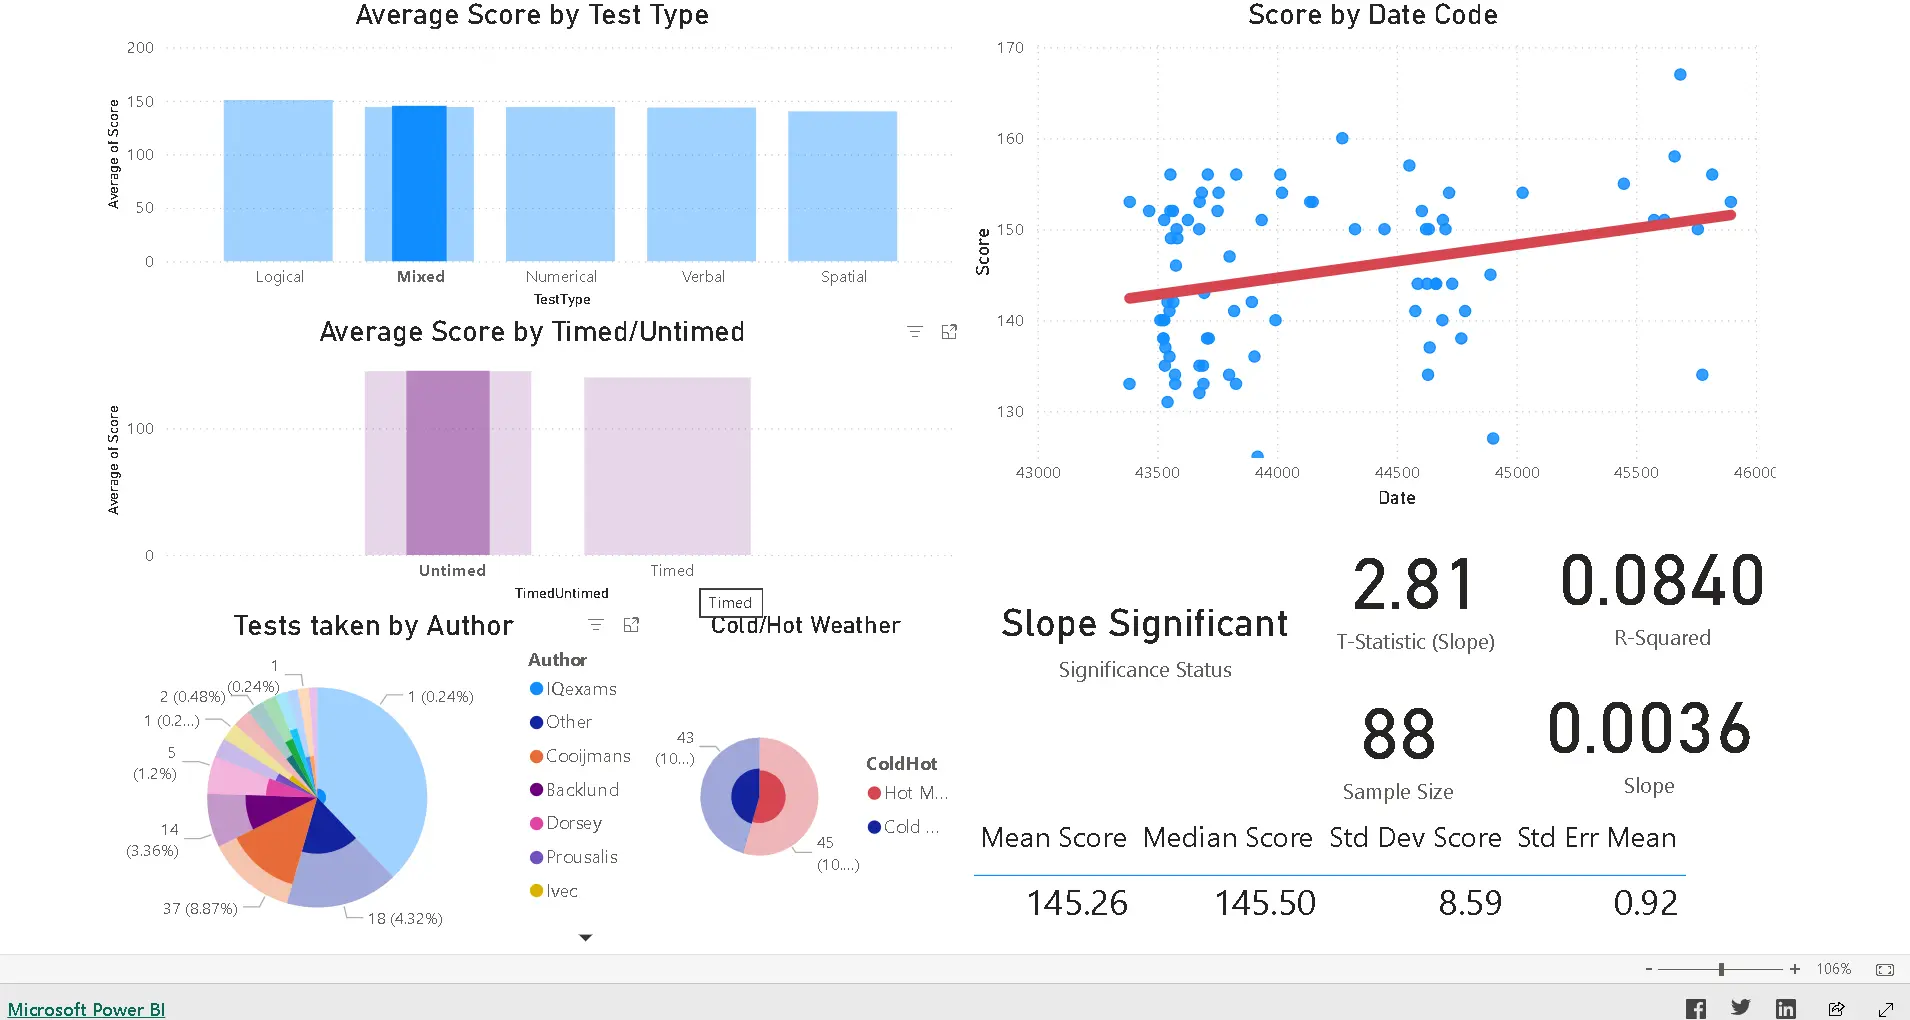 Average Score by Test Type
200
150
100
50
0
Average of Score
Logical
Mixed
Numerical
Verbal
Spatial
TestType
Average Score by Timed/Untimed
100
0
Average of Score
Untimed
Timed
TimedUntimed
Timed
Tests taken by Author
1 (0.24%)
18 (4.32%)
37 (8.87%)
14
(3.36%)
5
(1.2%)
1 (0.2...)
2 (0.48%)
1
(0.24%)
Author
IQexams
Other
Cooijmans
Backlund
Dorsey
Prousalis
Ivec
Cold/Hot Weather
43
(10...)
45
(10....)
ColdHot
Hot M...
Cold ...
Score by Date Code
170
160
150
140
130
Score
43000
43500
44000
44500
45000
45500
46000
Date
Slope Significant
Significance Status
2.81
T-Statistic (Slope)
0.0840
R-Squared
88
Sample Size
0.0036
Slope
Mean Score Median Score Std Dev Score Std Err Mean
145.26 145.50 8.59 0.92
- + 106%
Microsoft Power BI